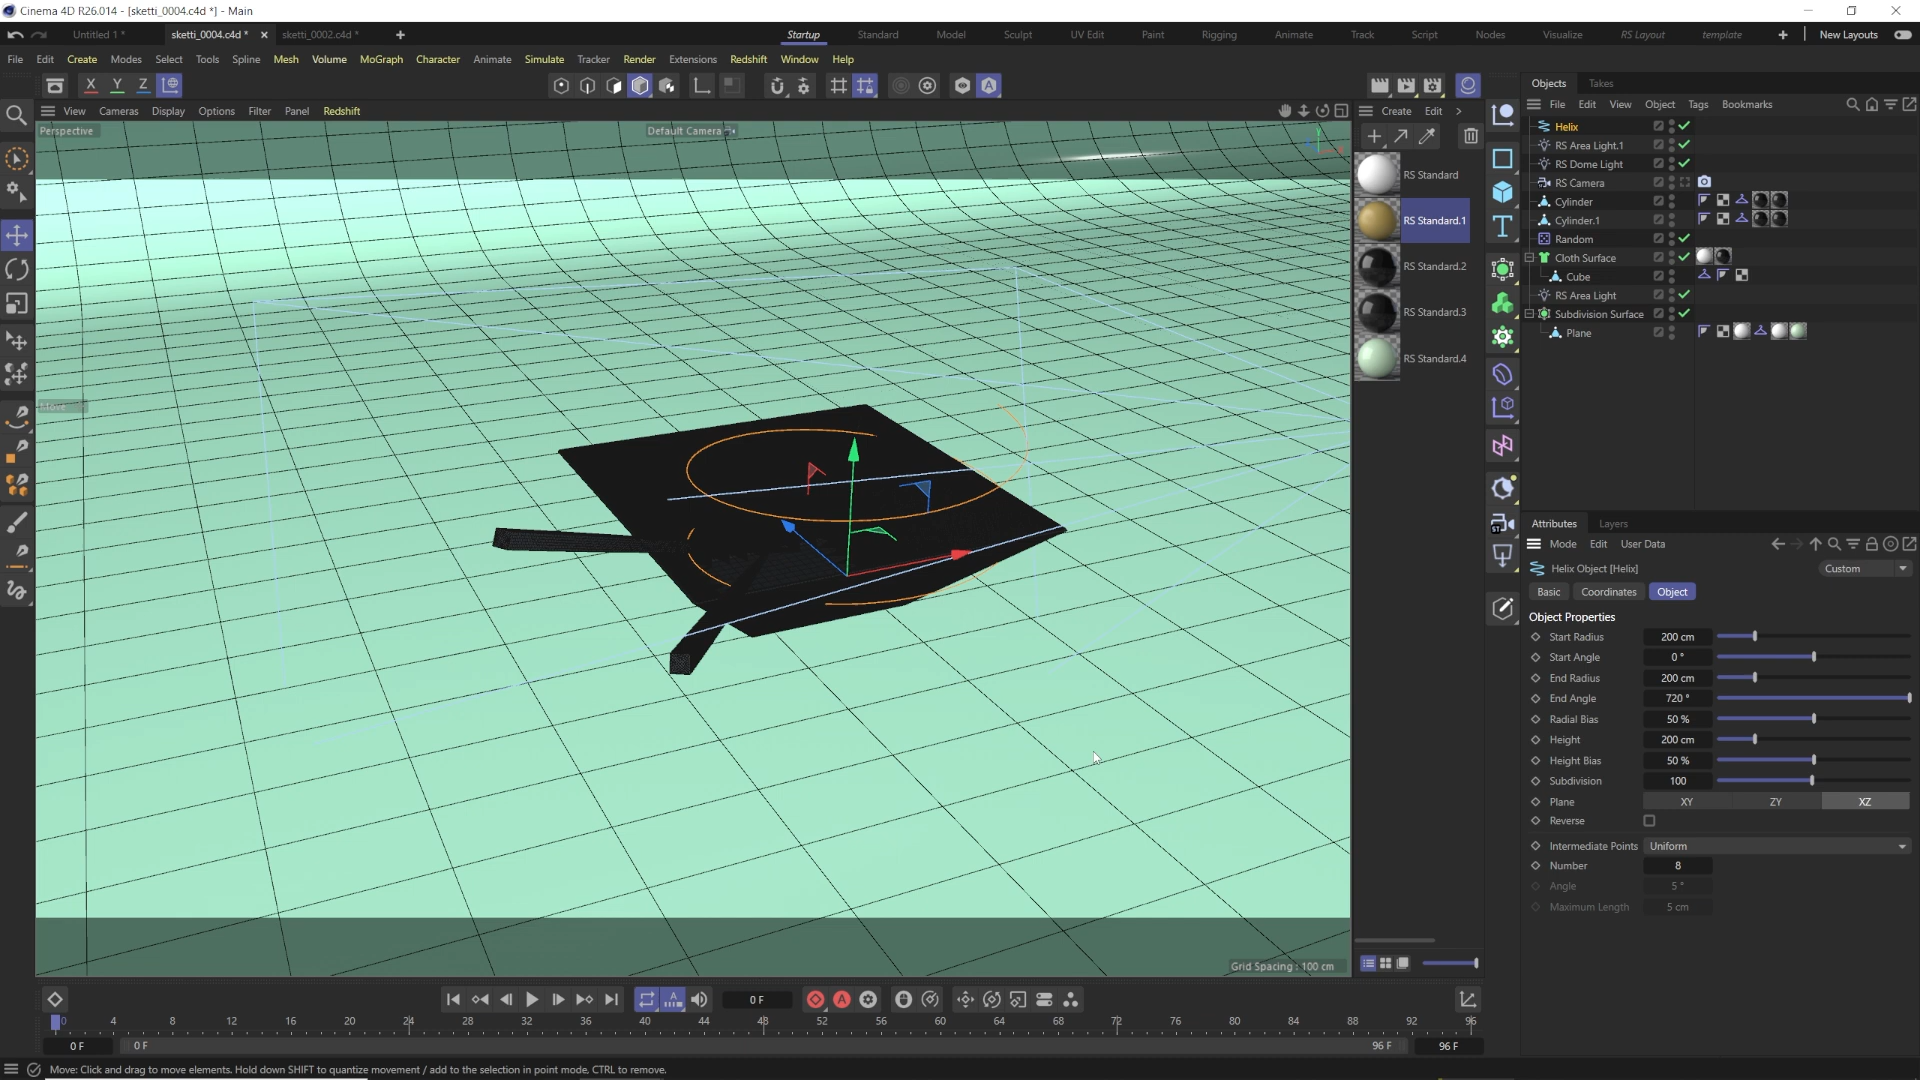 Cinema 4D R26.014 - [sketti_0004.c4d *] - Main
Untitled 1 * sketti_0004.c4d * sketti_0002.c4d * Startup Standard Model Sculpt UV Edit Paint Rigging Animate Track Script Nodes Visualize RS Layout template New Layouts
File Edit Create Modes Select Tools Spline Mesh Volume MoGraph Character Animate Simulate Tracker Render Extensions Redshift Window Help
X Y Z
Objects Takes
View Cameras Display Options Filter Panel Redshift
Create Edit >
File Edit View Object Tags Bookmarks
Perspective
Default Camera
Move
Grid Spacing : 100 cm
RS Standard
RS Standard.1
RS Standard.2
RS Standard.3
RS Standard.4
Helix
RS Area Light.1
RS Dome Light
RS Camera
Cylinder
Cylinder.1
Random
Cloth Surface
Cube
RS Area Light
Subdivision Surface
Plane
Attributes Layers
Mode Edit User Data
Helix Object [Helix] Custom
Basic Coordinates Object
Object Properties
Start Radius 200 cm
Start Angle 0 °
End Radius 200 cm
End Angle 720 °
Radial Bias 50 %
Height 200 cm
Height Bias 50 %
Subdivision 100
Plane XY ZY XZ
Reverse
Intermediate Points Uniform
Number 8
Angle 5 °
Maximum Length 5 cm
0 F
0 4 8 12 16 20 24 28 32 36 40 44 48 52 56 60 64 68 72 76 80 84 88 92 96
0 F 0 F 96 F 96 F
Move: Click and drag to move elements. Hold down SHIFT to quantize movement / add to the selection in point mode, CTRL to remove.